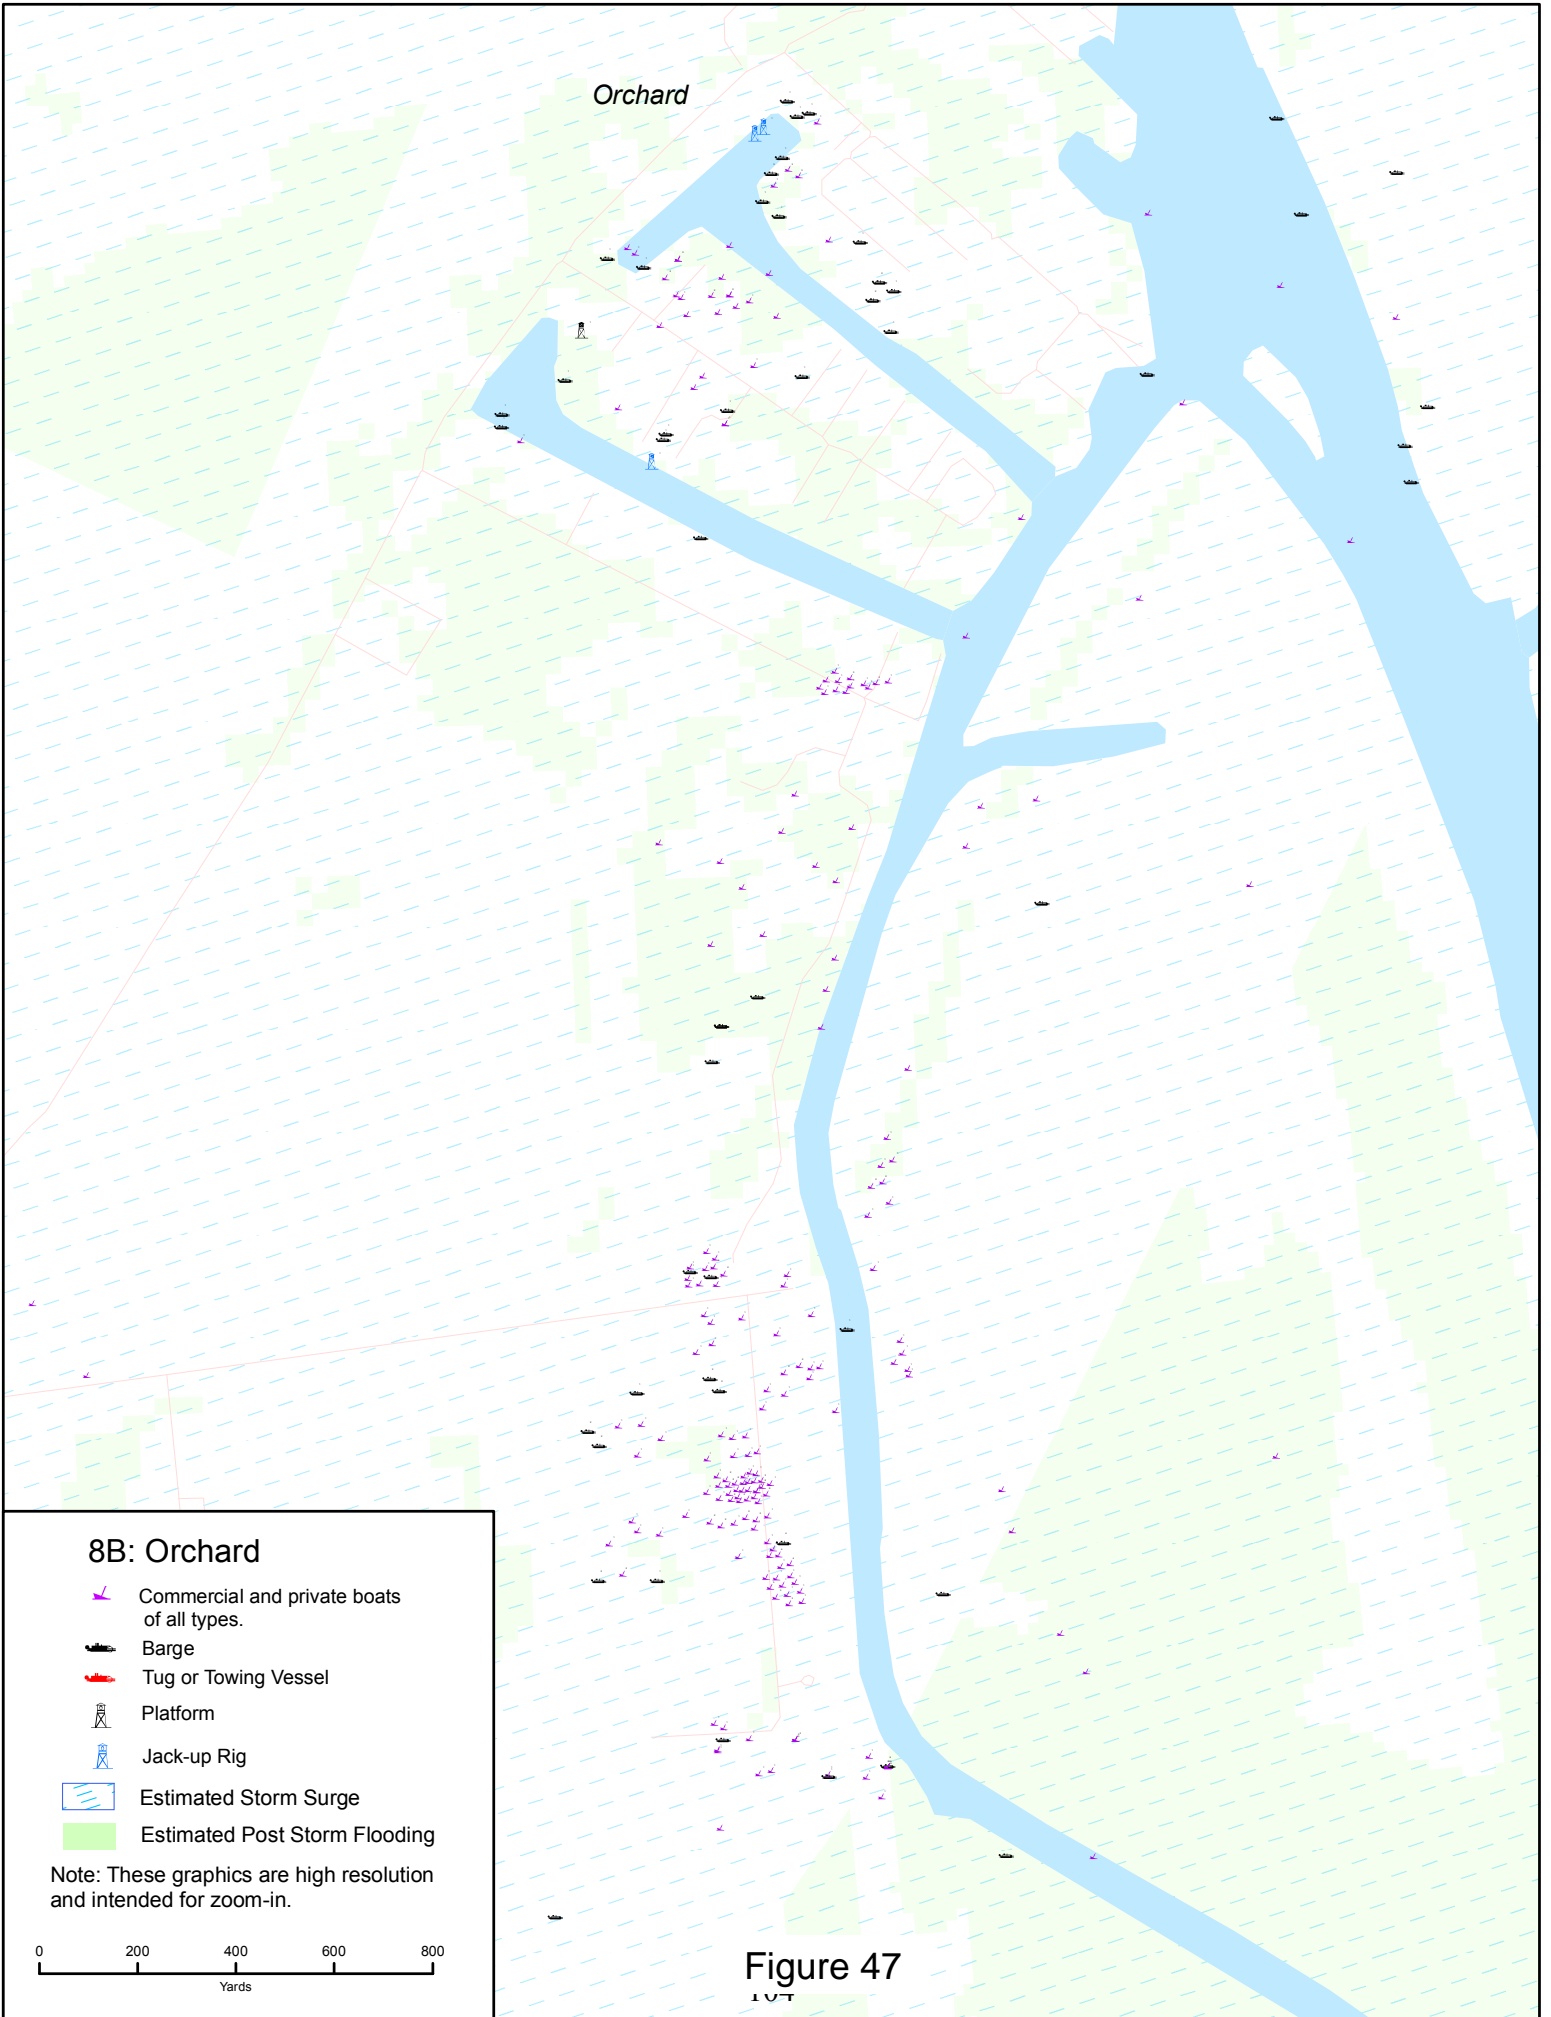 Orchard
8B: Orchard
Commercial and private boats
of all types.
Barge
Tug or Towing Vessel
Platform
Jack-up Rig
Estimated Storm Surge
Estimated Post Storm Flooding
Note: These graphics are high resolution
and intended for zoom-in.
0 200 400 600 800
Yards
Figure 47